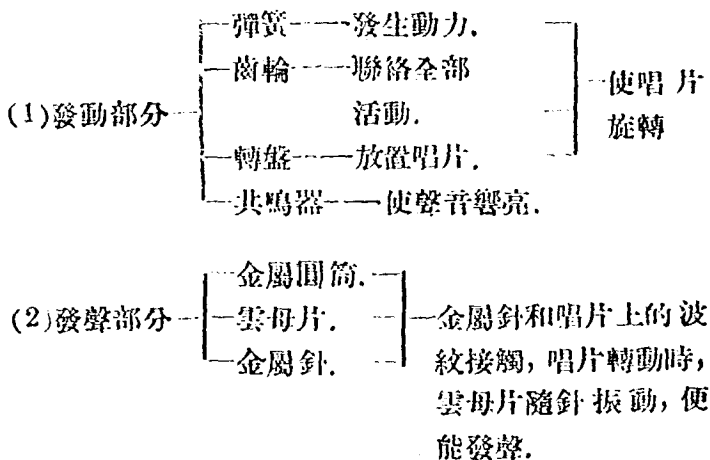 彈簧——發生動力.
齒輪——聯絡全部
活動.
使唱片
旋轉
(1)發動部分
轉盤——放置唱片.
共鳴器——使聲音響亮.
金屬圓筒.
(2)發聲部分
雲母片.
金屬針.
金屬針和唱片上的波
紋接觸,唱片轉動時,
雲母片隨針振動,便
能發聲.